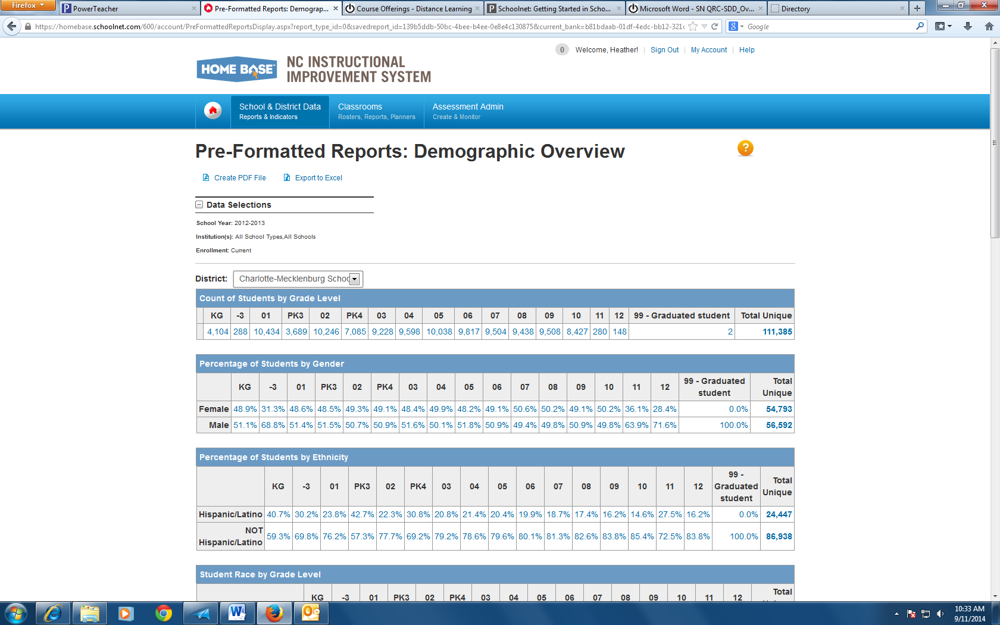 Firefox
PowerTeacher
Pre-Formatted Reports: Demograp...
Course Offerings - Distance Learning
Schoolnet: Getting Started in Scho...
Microsoft Word - SN QRC-SDD_Ov...
Directory
https://homebase.schoolnet.com/600/account/PreFormattedReportsDisplay.aspx?report_type_id=0&savedreport_id=139b5ddb-50bc-4bee-b4ee-0e8e4c130875&current_bank=b81bdaab-01df-4edc-bb12-321
Google
0 Welcome, Heather! | Sign Out | My Account | Help
HOME BASE
NC INSTRUCTIONAL
IMPROVEMENT SYSTEM
School & District Data
Reports & Indicators
Classrooms
Rosters, Reports, Planners
Assessment Admin
Create & Monitor
Pre-Formatted Reports: Demographic Overview
?
Create PDF File Export to Excel
Data Selections
School Year: 2012-2013
Institution(s): All School Types,All Schools
Enrollment: Current
District: Charlotte-Mecklenburg Schoo
Count of Students by Grade Level
KG -3 01 PK3 02 PK4 03 04 05 06 07 08 09 10 11 12 99 - Graduated student Total Unique
4,104 288 10,434 3,689 10,246 7,085 9,228 9,598 10,038 9,817 9,504 9,438 9,508 8,427 280 148 2 111,385
Percentage of Students by Gender
KG -3 01 PK3 02 PK4 03 04 05 06 07 08 09 10 11 12 99 - Graduated student Total Unique
Female 48.9% 31.3% 48.6% 48.5% 49.3% 49.1% 48.4% 49.9% 48.2% 49.1% 50.6% 50.2% 49.1% 50.2% 36.1% 28.4% 0.0% 54,793
Male 51.1% 68.8% 51.4% 51.5% 50.7% 50.9% 51.6% 50.1% 51.8% 50.9% 49.4% 49.8% 50.9% 49.8% 63.9% 71.6% 100.0% 56,592
Percentage of Students by Ethnicity
KG -3 01 PK3 02 PK4 03 04 05 06 07 08 09 10 11 12 99 - Graduated student Total Unique
Hispanic/Latino 40.7% 30.2% 23.8% 42.7% 22.3% 30.8% 20.8% 21.4% 20.4% 19.9% 18.7% 17.4% 16.2% 14.6% 27.5% 16.2% 0.0% 24,447
NOT Hispanic/Latino 59.3% 69.8% 76.2% 57.3% 77.7% 69.2% 79.2% 78.6% 79.6% 80.1% 81.3% 82.6% 83.8% 85.4% 72.5% 83.8% 100.0% 86,938
Student Race by Grade Level
KG -3 01 PK3 02 PK4 03 04 05 06 07 08 09 10 11 12 Total
10:33 AM
9/11/2014